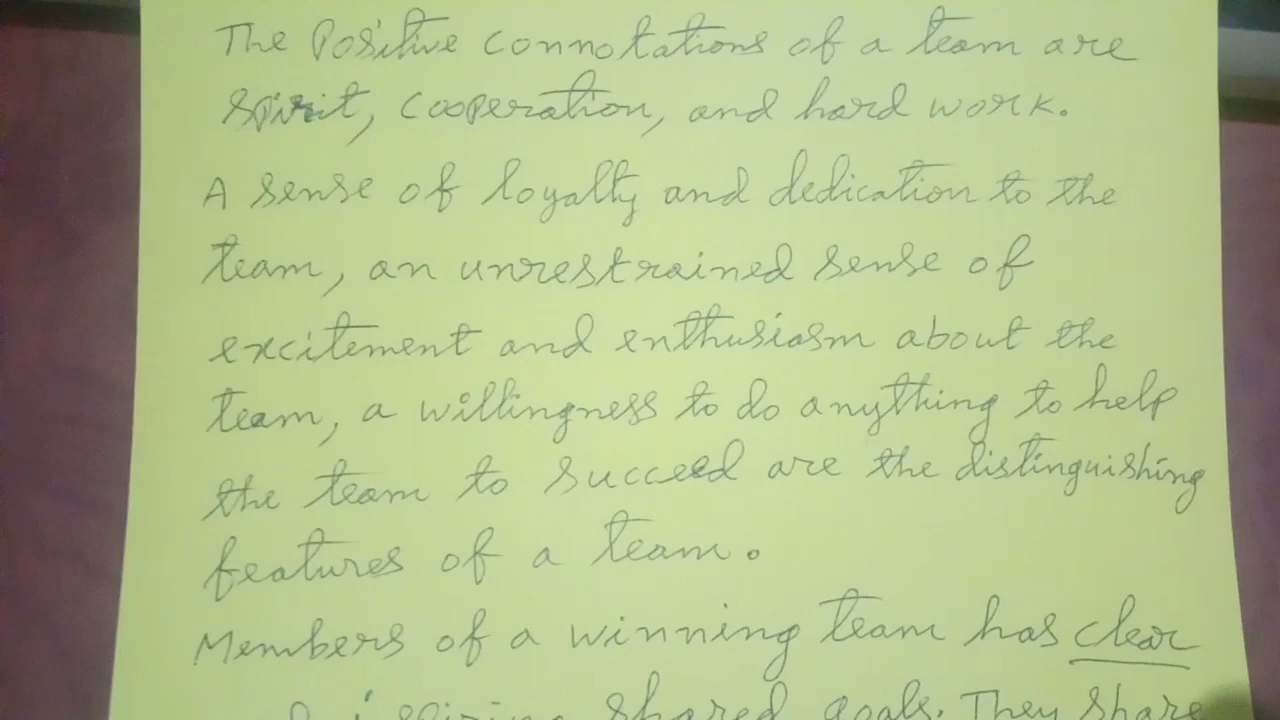 The Positive connotations of a team are
spirit, cooperation, and hard work.
A sense of loyalty and dedication to the
team, an unrestrained sense of
excitement and enthusiasm about the
team, a willingness to do anything to help
the team to succeed are the distinguishing
features of a team.
Members of a winning team has clear
shared goals. They share